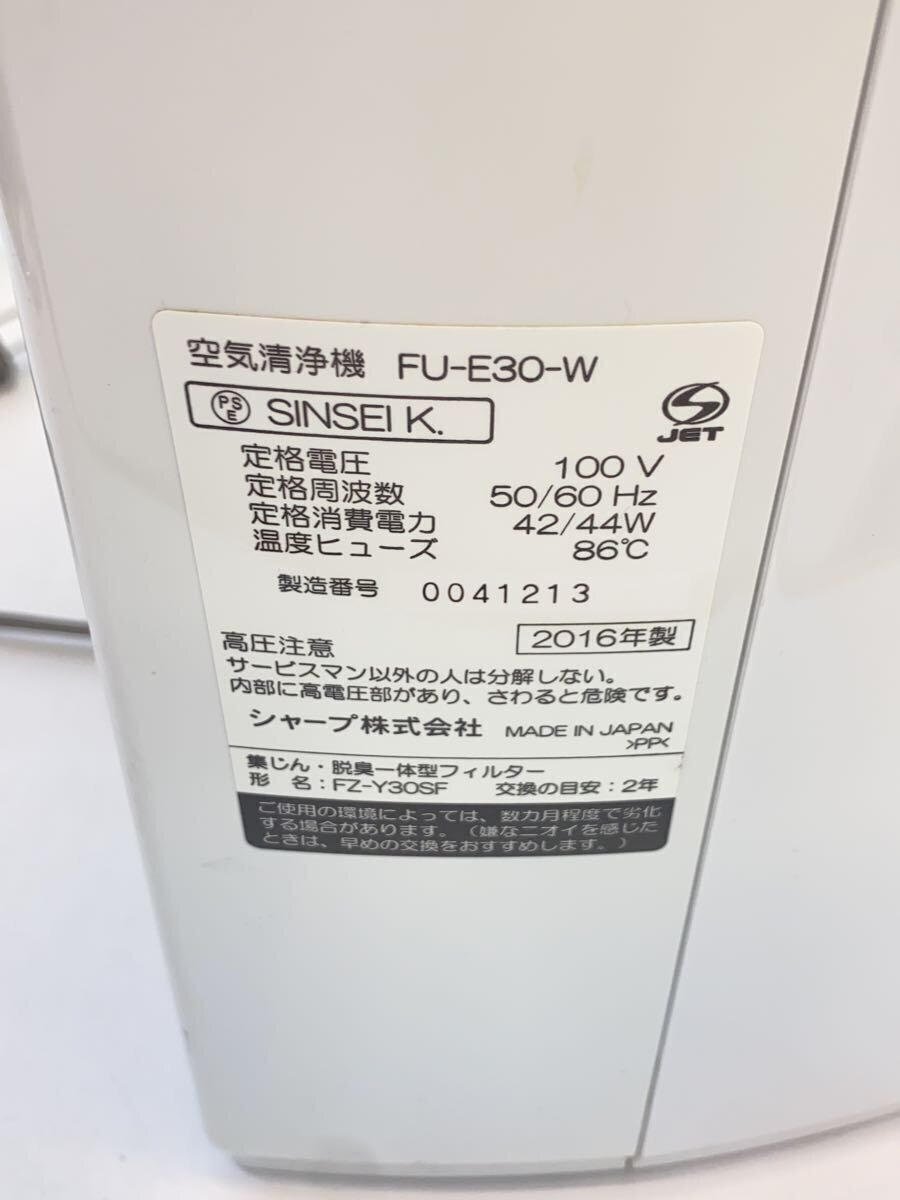 空気清浄機 FU-E30-W
PS E SINSEI K.
JET
定格電圧 100 V
定格周波数 50/60 Hz
定格消費電力 42/44W
温度ヒューズ 86℃
製造番号 0041213
高圧注意 2016年製
サービスマン以外の人は分解しない。
内部に高電圧部があり、さわると危険です。
シャープ株式会社 MADE IN JAPAN
>PP<
集じん・脱臭一体型フィルター
形 名：FZ-Y30SF 交換の目安：2年
ご使用の環境によっては、数カ月程度で劣化
する場合があります。（嫌なニオイを感じた
ときは、早めの交換をおすすめします。）